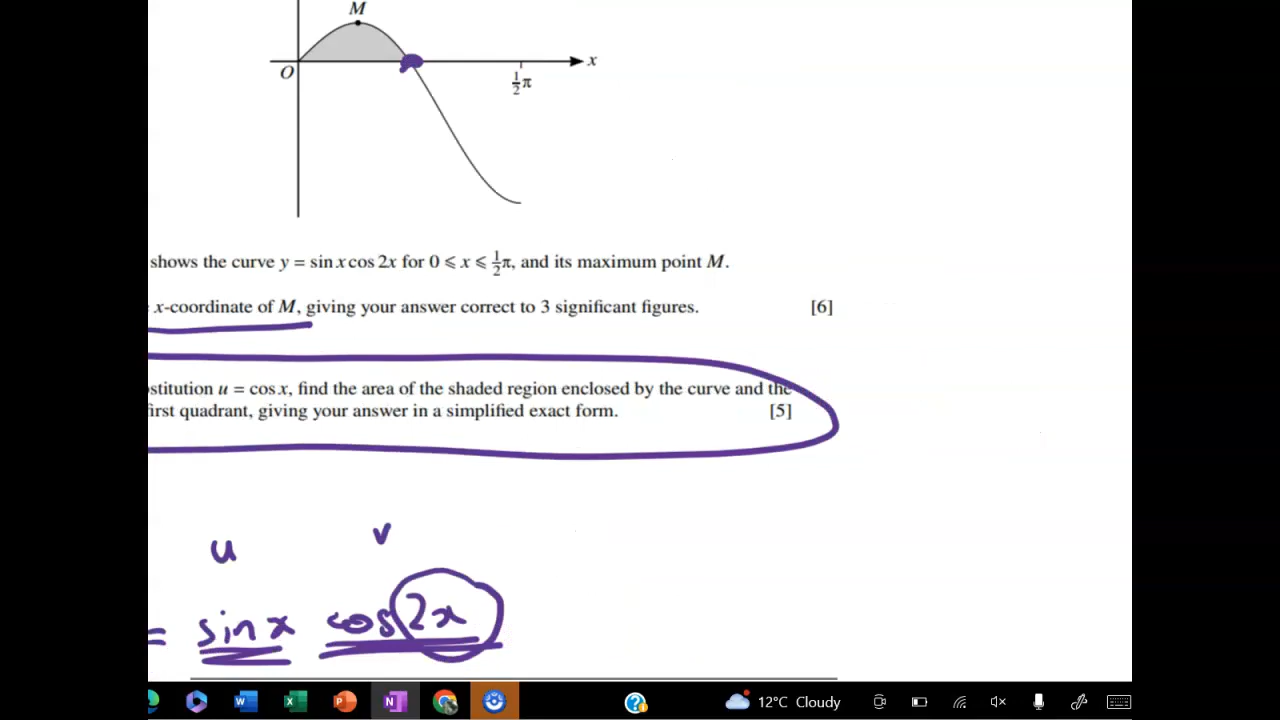 M
O
x
½π
shows the curve y = sin x cos 2x for 0 ⩽ x ⩽ ½π, and its maximum point M.
x-coordinate of M, giving your answer correct to 3 significant figures. [6]
stitution u = cos x, find the area of the shaded region enclosed by the curve and the
first quadrant, giving your answer in a simplified exact form. [5]
u v
= sin x cos 2x
12°C Cloudy